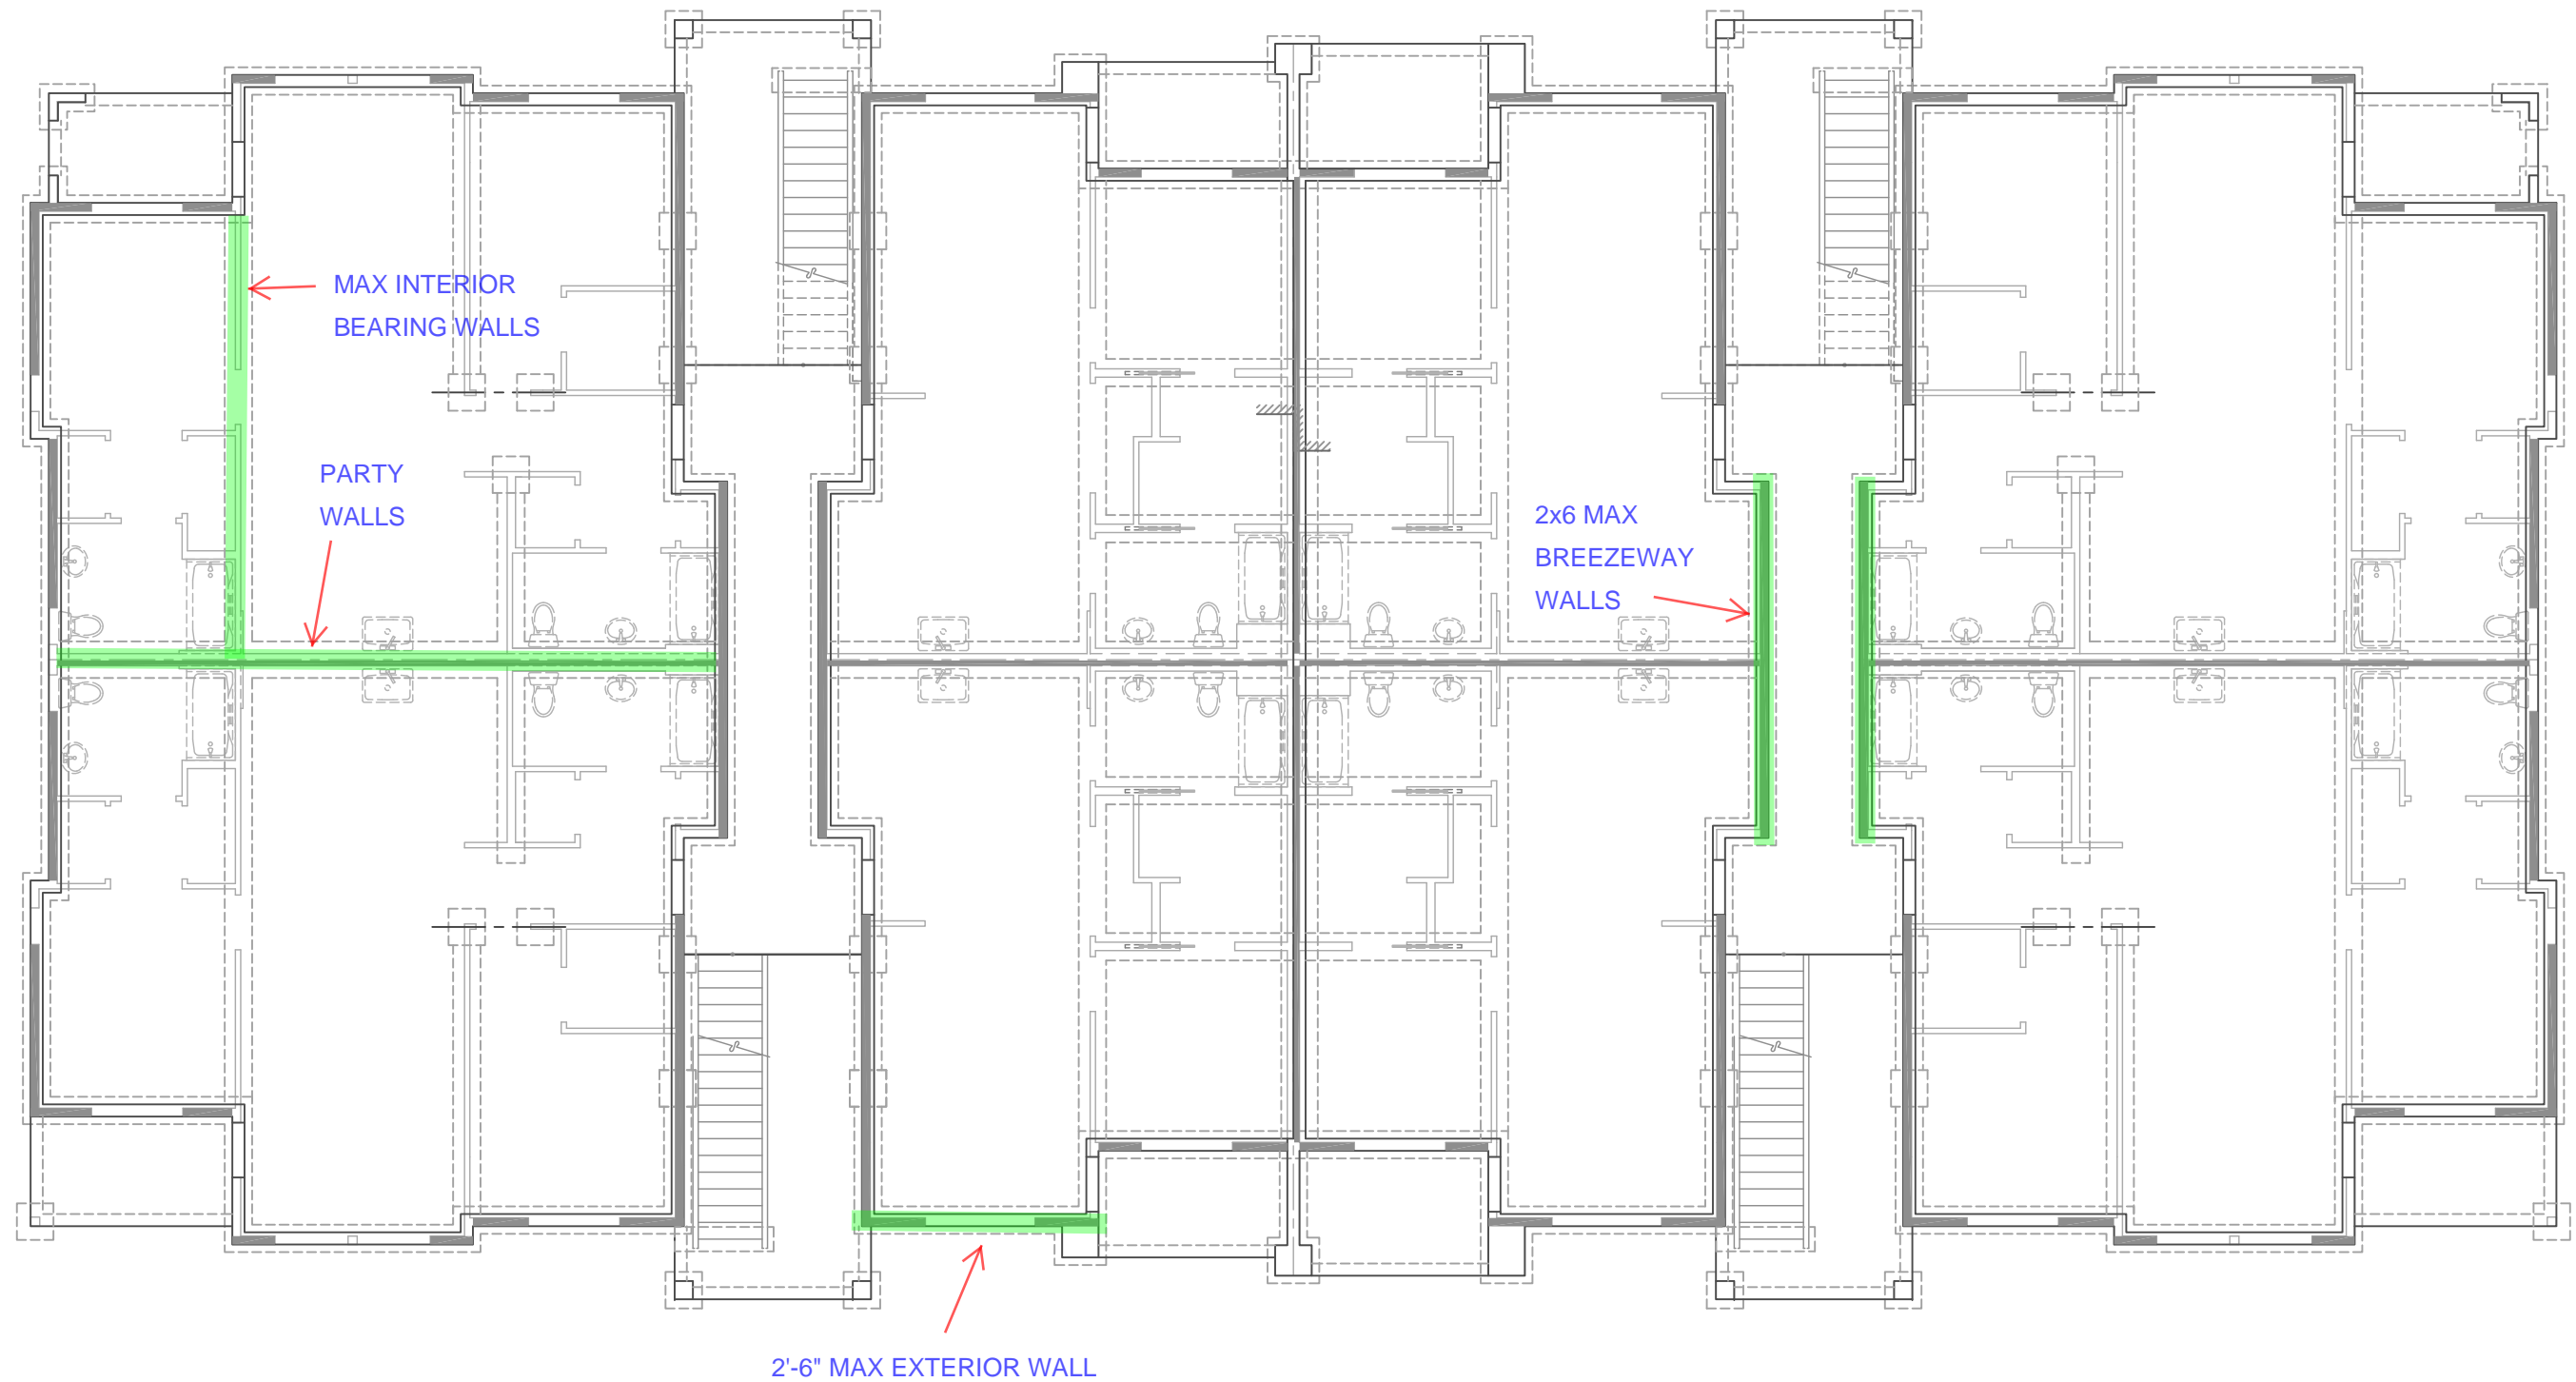 MAX INTERIOR
BEARING WALLS
PARTY
WALLS
2x6 MAX
BREEZEWAY
WALLS
2'-6" MAX EXTERIOR WALL